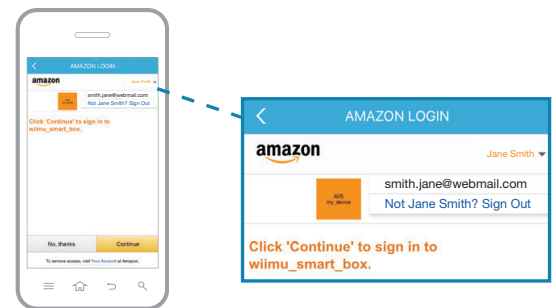 AMAZON LOGIN
amazon
Jane Smith
smith.jane@webmail.com
Not Jane Smith? Sign Out
Click 'Continue' to sign in to
wiimu_smart_box.
No, thanks
Continue
To remove access, visit Your Account at Amazon.
AMAZON LOGIN
amazon
Jane Smith
AVS
my_device
smith.jane@webmail.com
Not Jane Smith? Sign Out
Click 'Continue' to sign in to
wiimu_smart_box.